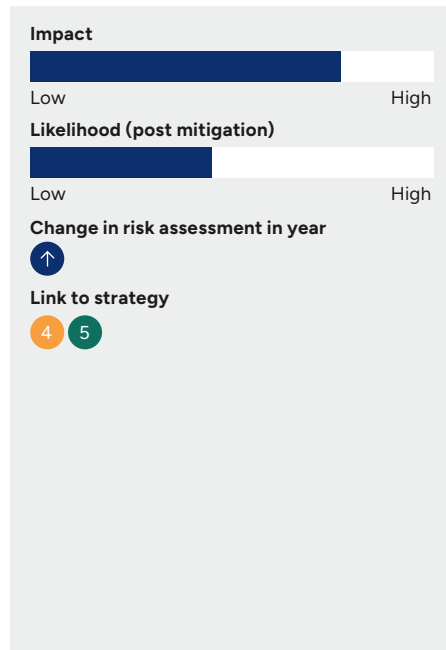 Impact
Low High
Likelihood (post mitigation)
Low High
Change in risk assessment in year
Link to strategy
4 5